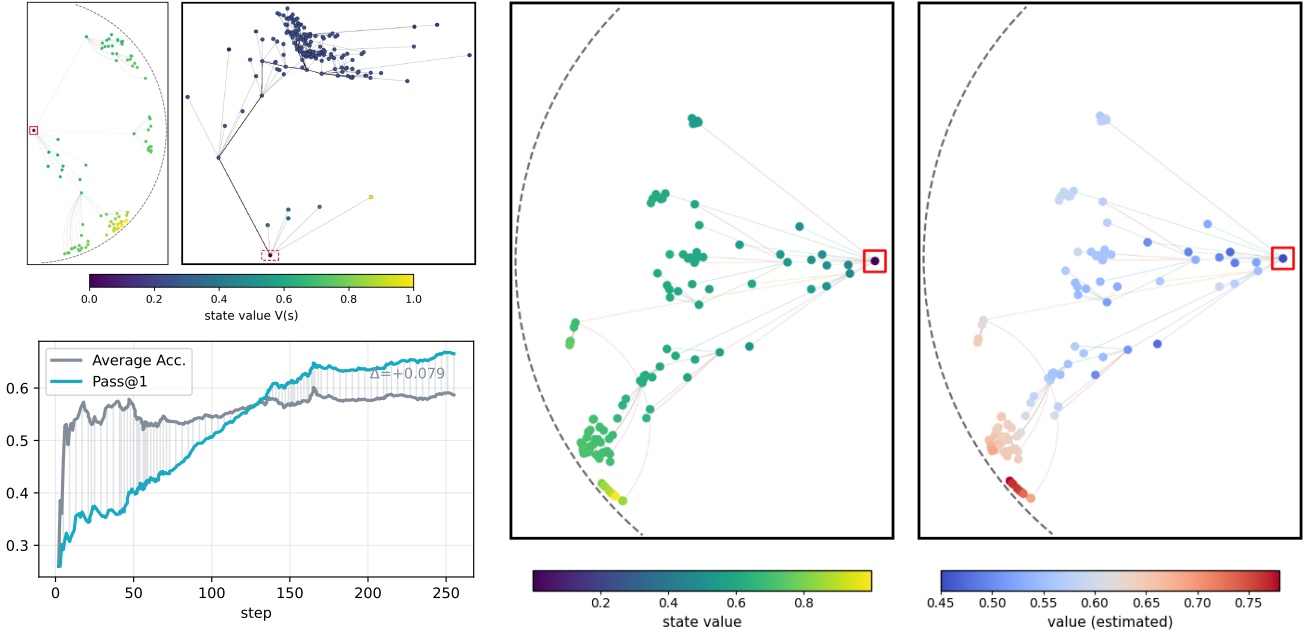 0.0 0.2 0.4 0.6 0.8 1.0
state value V(s)
0.6
0.5
0.4
0.3
Average Acc.
Pass@1
Δ=+0.079
0 50 100 150 200 250
step
0.2 0.4 0.6 0.8
state value
0.45 0.50 0.55 0.60 0.65 0.70 0.75
value (estimated)